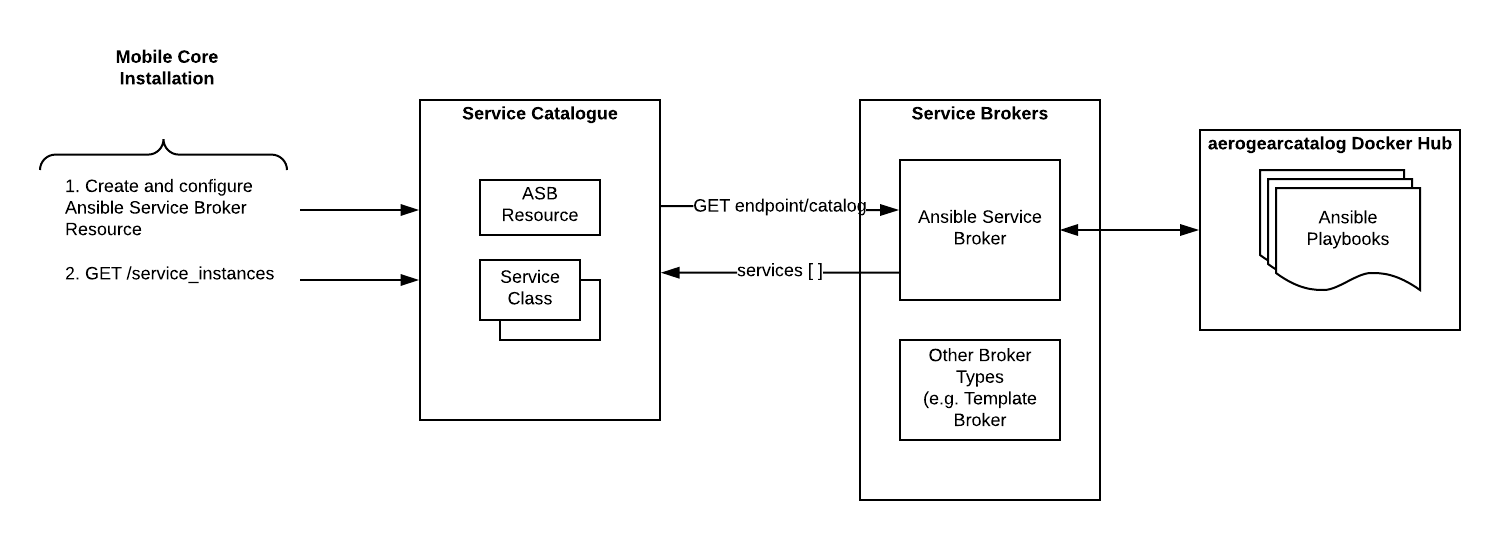 Mobile Core
Installation
1. Create and configure
Ansible Service Broker
Resource
2. GET /service_instances
Service Catalogue
ASB
Resource
Service
Class
GET endpoint/catalog
services [ ]
Service Brokers
Ansible Service
Broker
Other Broker
Types
(e.g. Template
Broker
aerogearcatalog Docker Hub
Ansible
Playbooks